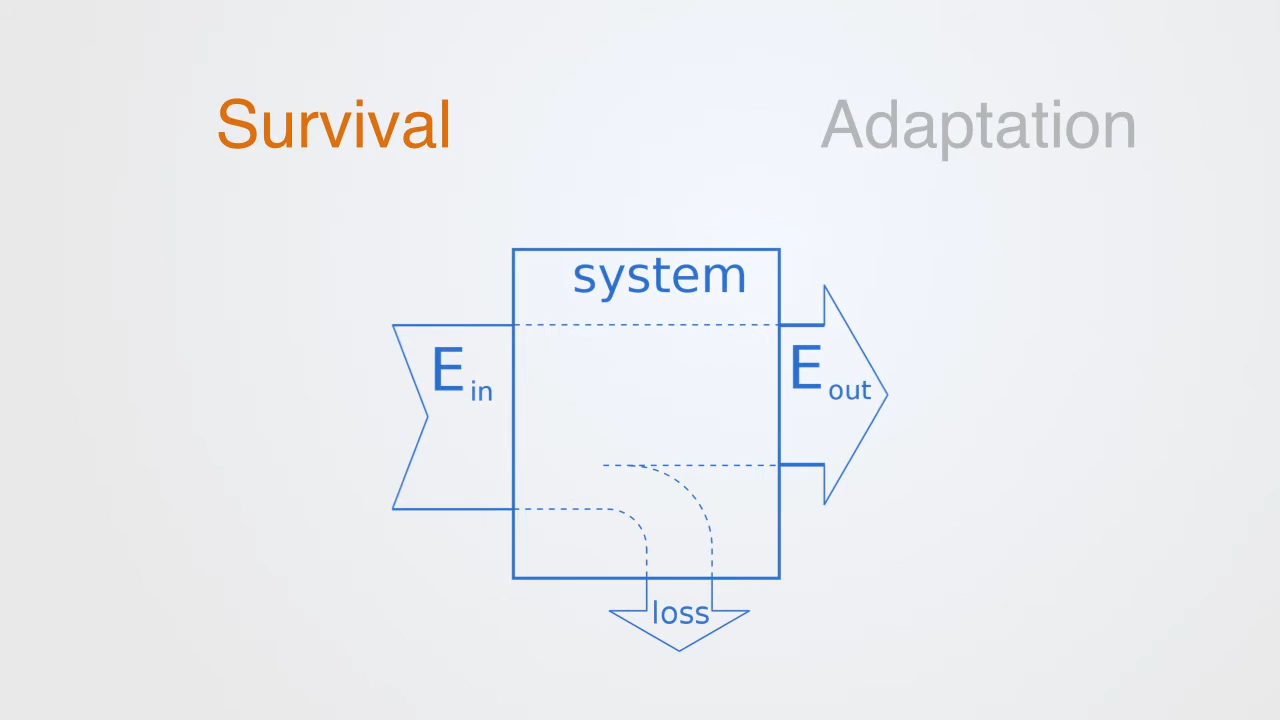 Survival
Adaptation
system
E in
E out
loss